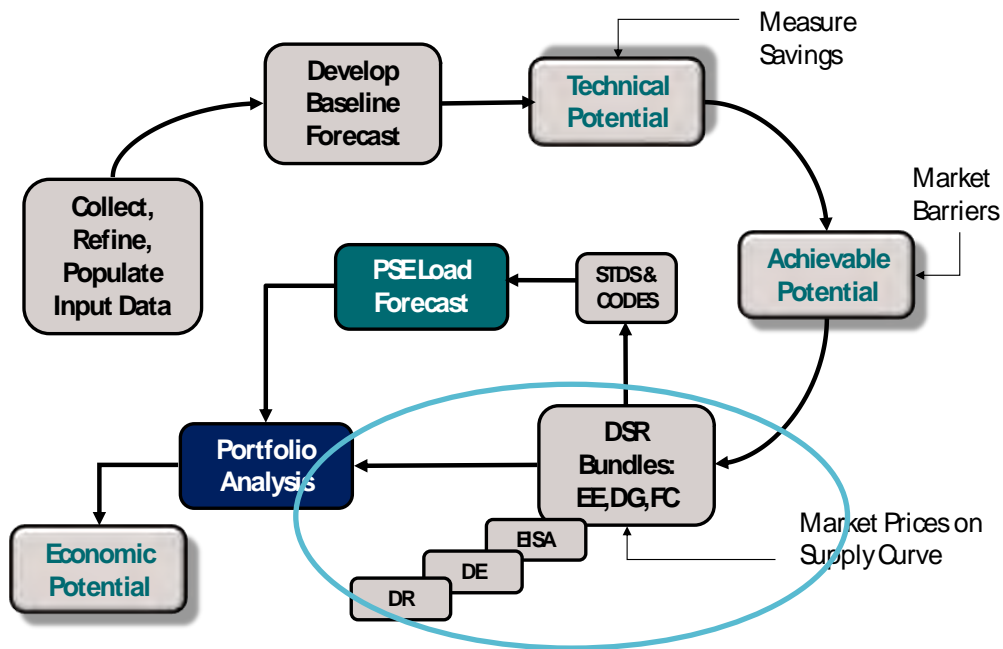 Measure
Savings
Develop
Baseline
Forecast
Technical
Potential
Collect,
Refine,
Populate
Input Data
Market
Barriers
PSE Load
Forecast
STDS &
CODES
Achievable
Potential
Portfolio
Analysis
DSR
Bundles:
EE, DG, FC
Economic
Potential
EISA
DE
DR
Market Prices on
Supply Curve